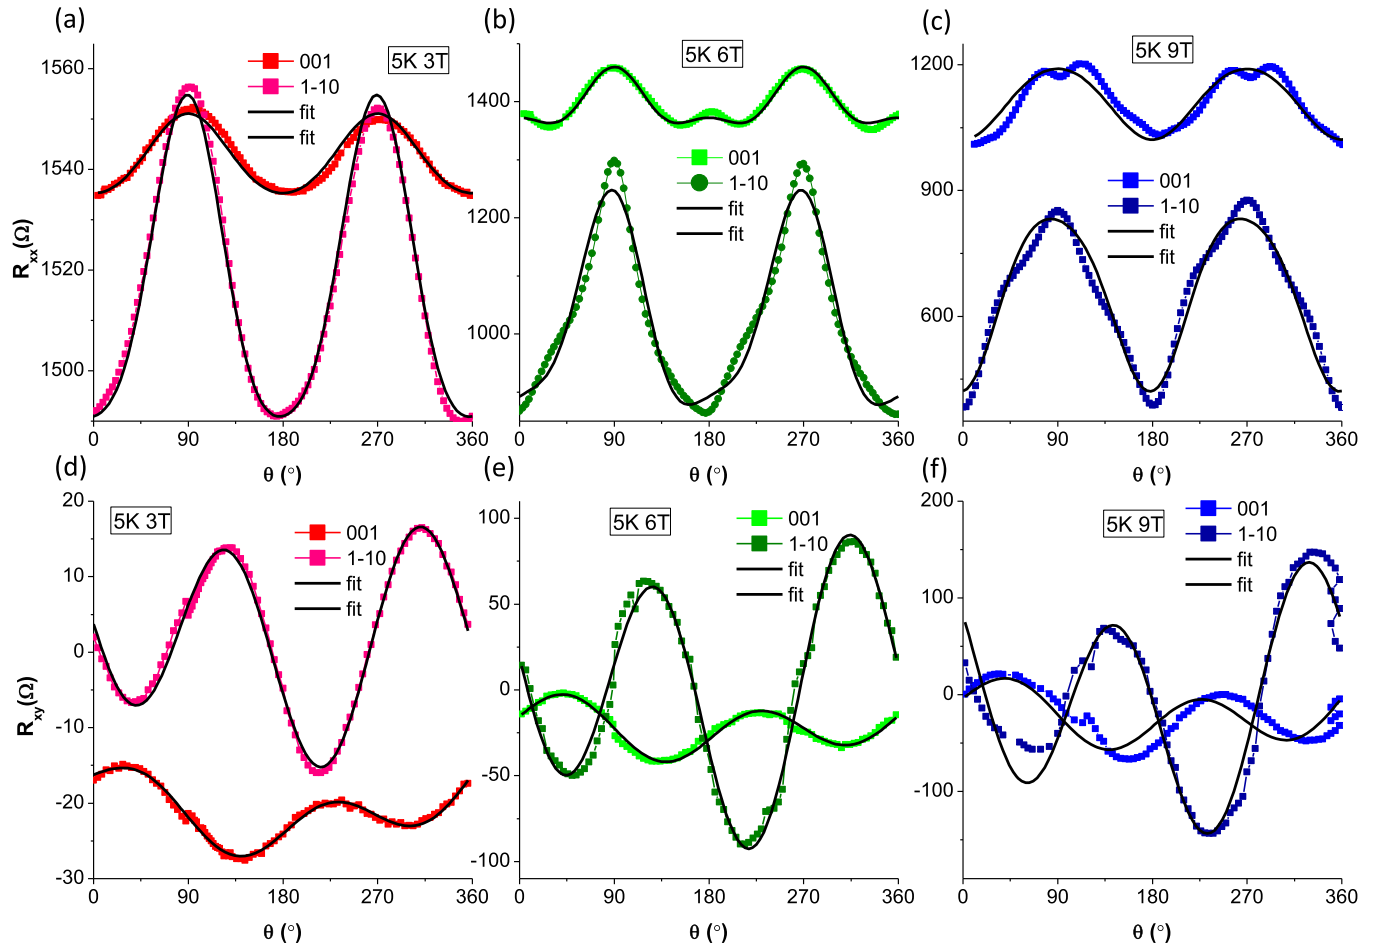 (a)
(b)
(c)
5K 3T
5K 6T
5K 9T
001
1-10
fit
fit
001
1-10
fit
fit
001
1-10
fit
fit
1560
1540
1520
1500
1400
1200
1000
1200
900
600
Rxx(Ω)
0 90 180 270 360
0 90 180 270 360
0 90 180 270 360
θ (°)
θ (°)
θ (°)
(d)
(e)
(f)
5K 3T
5K 6T
5K 9T
001
1-10
fit
fit
001
1-10
fit
fit
001
1-10
fit
fit
20
10
0
-10
-20
-30
100
50
0
-50
-100
200
100
0
-100
Rxy(Ω)
0 90 180 270 360
0 90 180 270 360
0 90 180 270 360
θ (°)
θ (°)
θ (°)